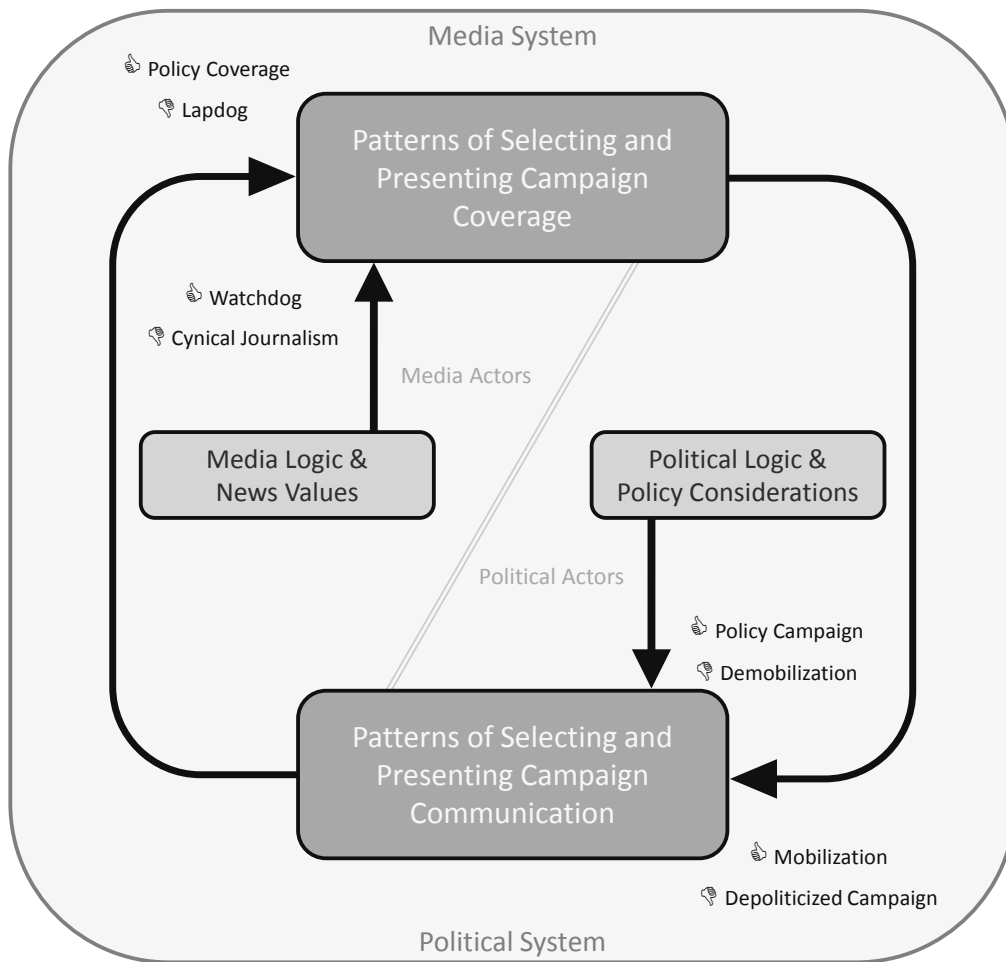 Media System
👍 Policy Coverage
👎 Lapdog
Patterns of Selecting and
Presenting Campaign
Coverage
👍 Watchdog
👎 Cynical Journalism
Media Actors
Media Logic &
News Values
Political Logic &
Policy Considerations
Political Actors
👍 Policy Campaign
👎 Demobilization
Patterns of Selecting and
Presenting Campaign
Communication
👍 Mobilization
👎 Depoliticized Campaign
Political System